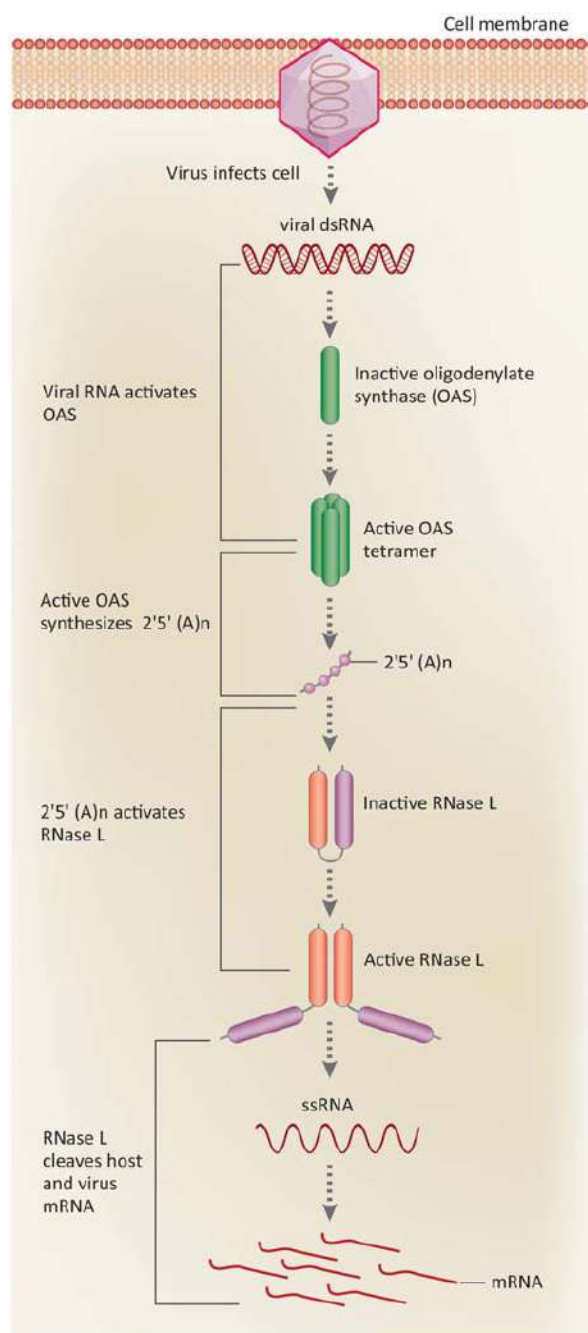 Cell membrane
Virus infects cell
viral dsRNA
Viral RNA activates
OAS
Inactive oligodenylate
synthase (OAS)
Active OAS
tetramer
Active OAS
synthesizes 2'5' (A)n
2'5' (A)n
2'5' (A)n activates
RNase L
Inactive RNase L
Active RNase L
ssRNA
RNase L
cleaves host
and virus
mRNA
mRNA